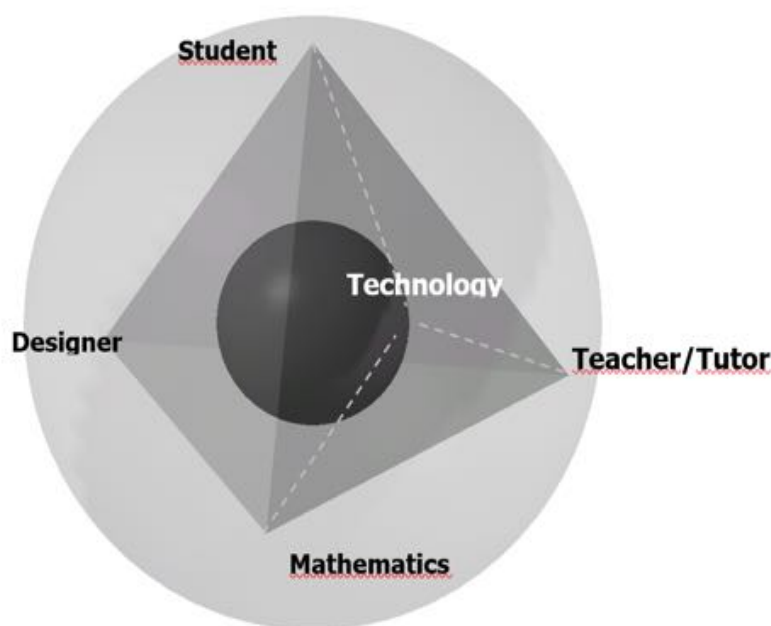 Student
Technology
Designer
Teacher/Tutor
Mathematics